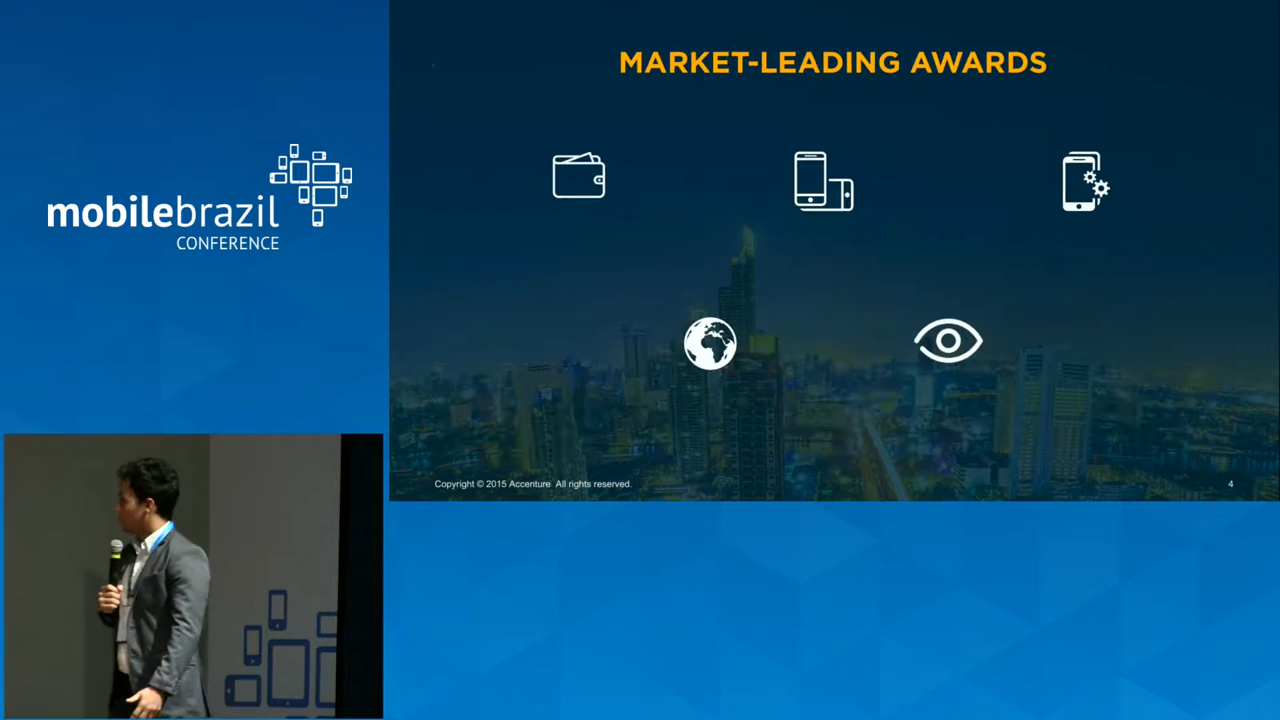 MARKET-LEADING AWARDS
mobilebrazil
CONFERENCE
Copyright © 2015 Accenture All rights reserved.
4